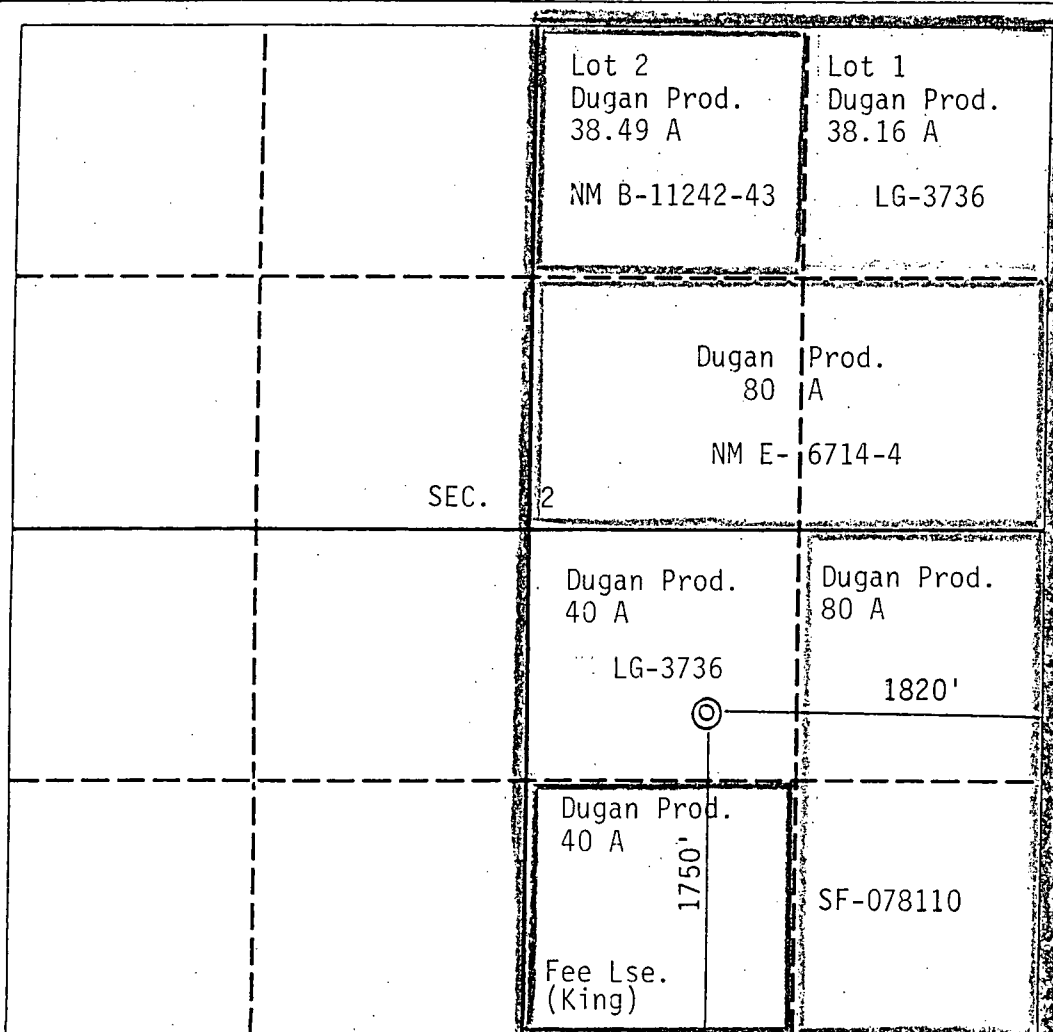 Lot 2
Dugan Prod.
38.49 A
NM B-11242-43
Lot 1
Dugan Prod.
38.16 A
LG-3736
Dugan Prod.
80 A
NM E- 6714-4
SEC. 2
Dugan Prod.
40 A
LG-3736
Dugan Prod.
80 A
1820'
Dugan Prod.
40 A
1750'
SF-078110
Fee Lse.
(King)